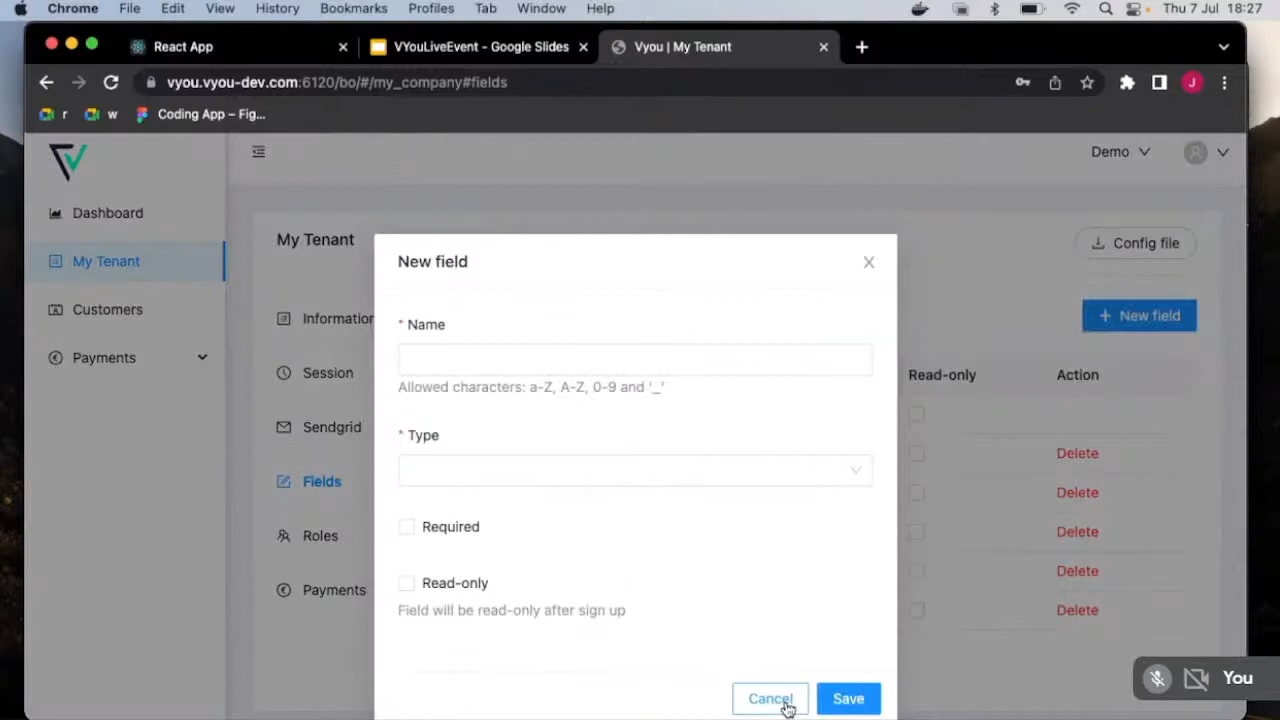 Chrome File Edit View History Bookmarks Profiles Tab Window Help Thu 7 Jul 18:27
React App VYouLiveEvent - Google Slides Vyou | My Tenant
vyou.vyou-dev.com:6120/bo/#/my_company#fields J
r w Coding App – Fig...
Demo
Dashboard
My Tenant
Customers
Payments
My Tenant
Config file
Information
Session
Sendgrid
Fields
Roles
Payments
New field
Read-only Action
Delete
Delete
Delete
Delete
Delete
New field
* Name
Allowed characters: a-Z, A-Z, 0-9 and '_'
* Type
Required
Read-only
Field will be read-only after sign up
Cancel Save
You